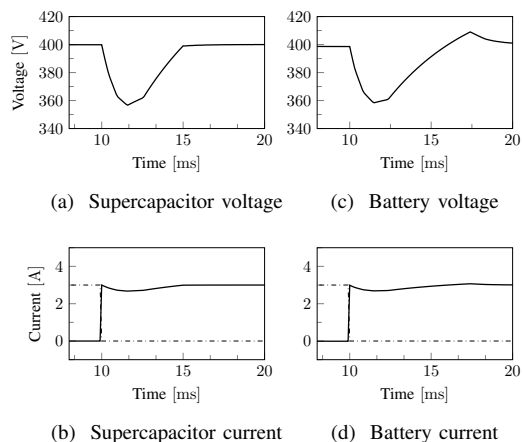 420
400
380
360
340
Voltage [V]
10
15
20
Time [ms]
(a) Supercapacitor voltage
420
400
380
360
340
10
15
20
Time [ms]
(c) Battery voltage
4
2
0
Current [A]
10
15
20
Time [ms]
(b) Supercapacitor current
4
2
0
10
15
20
Time [ms]
(d) Battery current